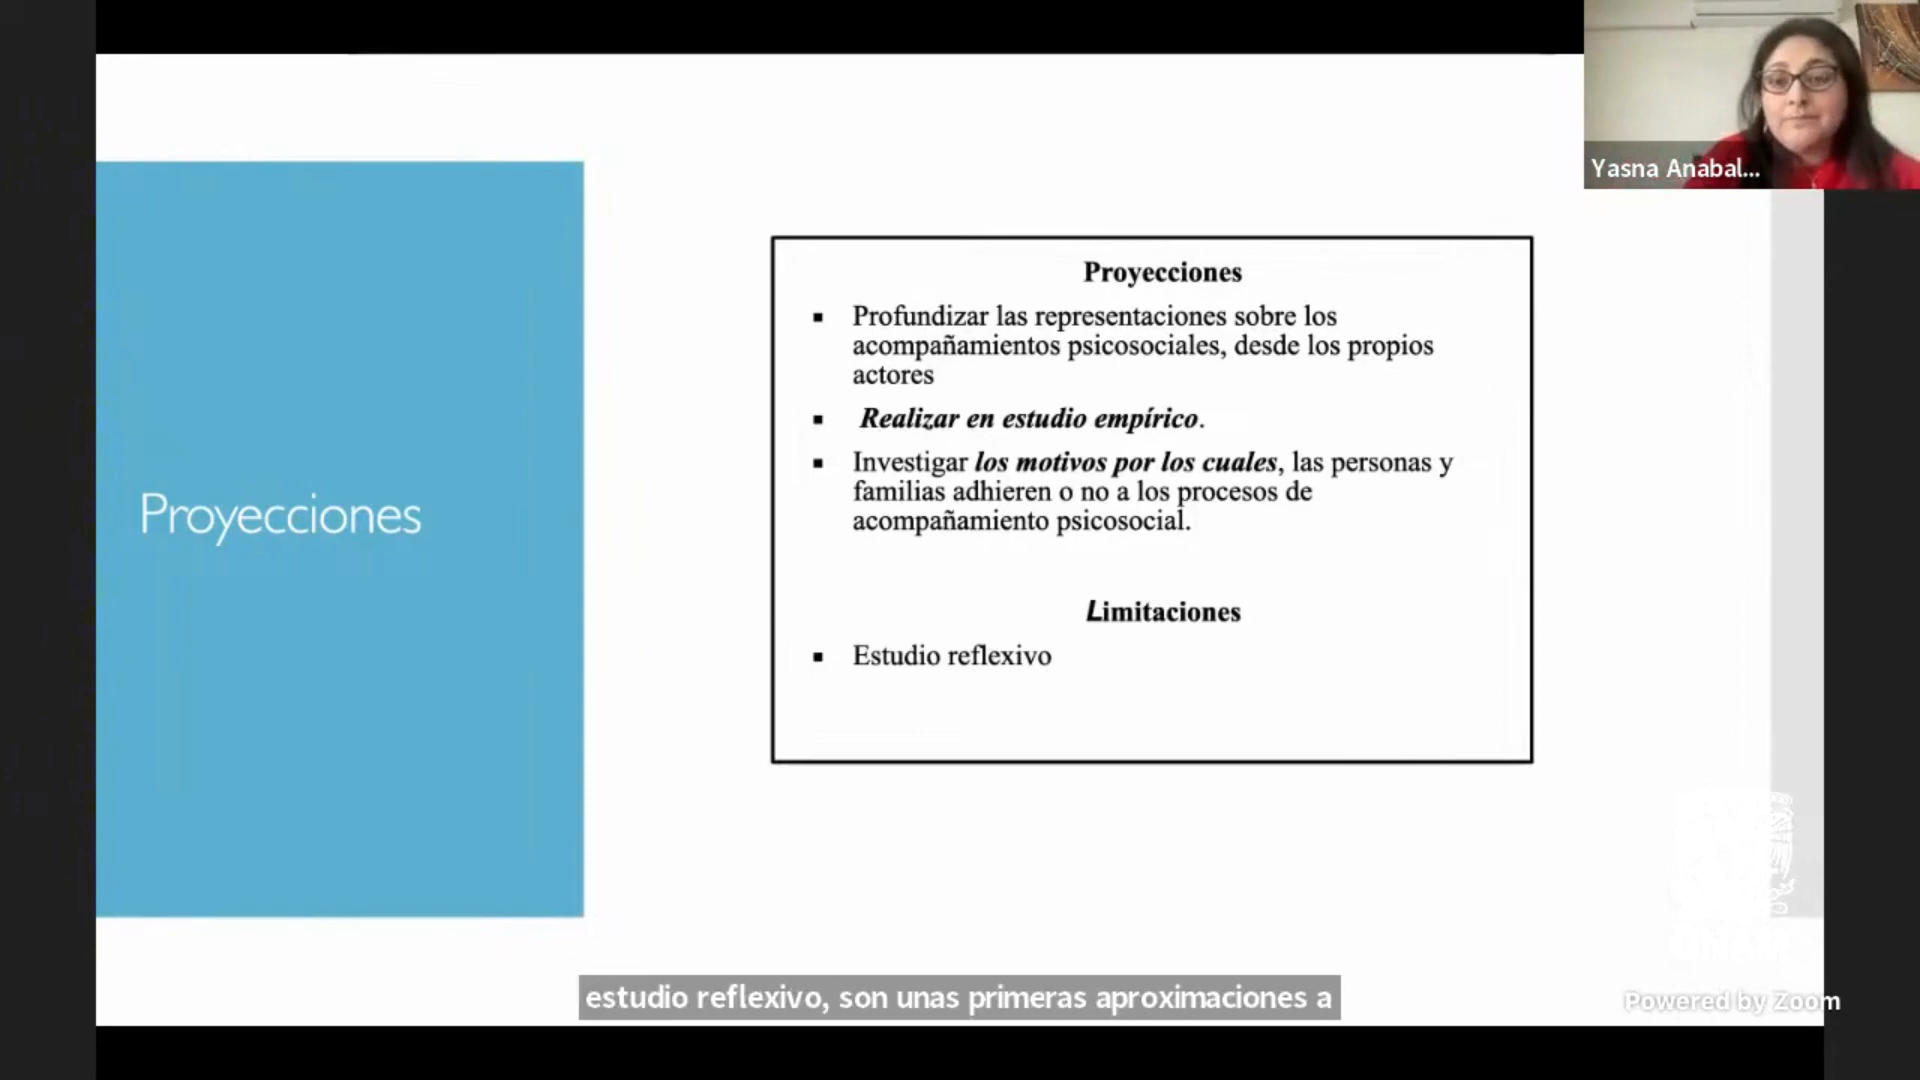 Yasna Anabal...
Proyecciones
Proyecciones
▪ Profundizar las representaciones sobre los
acompañamientos psicosociales, desde los propios
actores
▪ Realizar en estudio empírico.
▪ Investigar los motivos por los cuales, las personas y
familias adhieren o no a los procesos de
acompañamiento psicosocial.
Limitaciones
▪ Estudio reflexivo
estudio reflexivo, son unas primeras aproximaciones a
Powered by Zoom